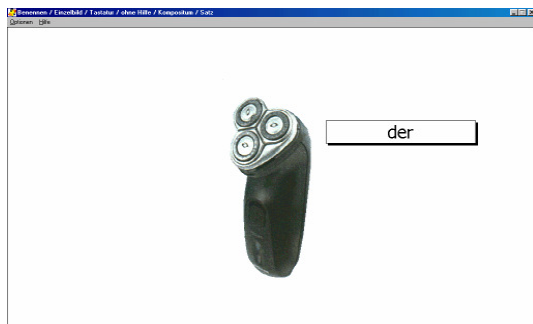 Benennen / Einzelbild / Tastatur / ohne Hilfe / Kompositum / Satz
Optionen Hilfe
der